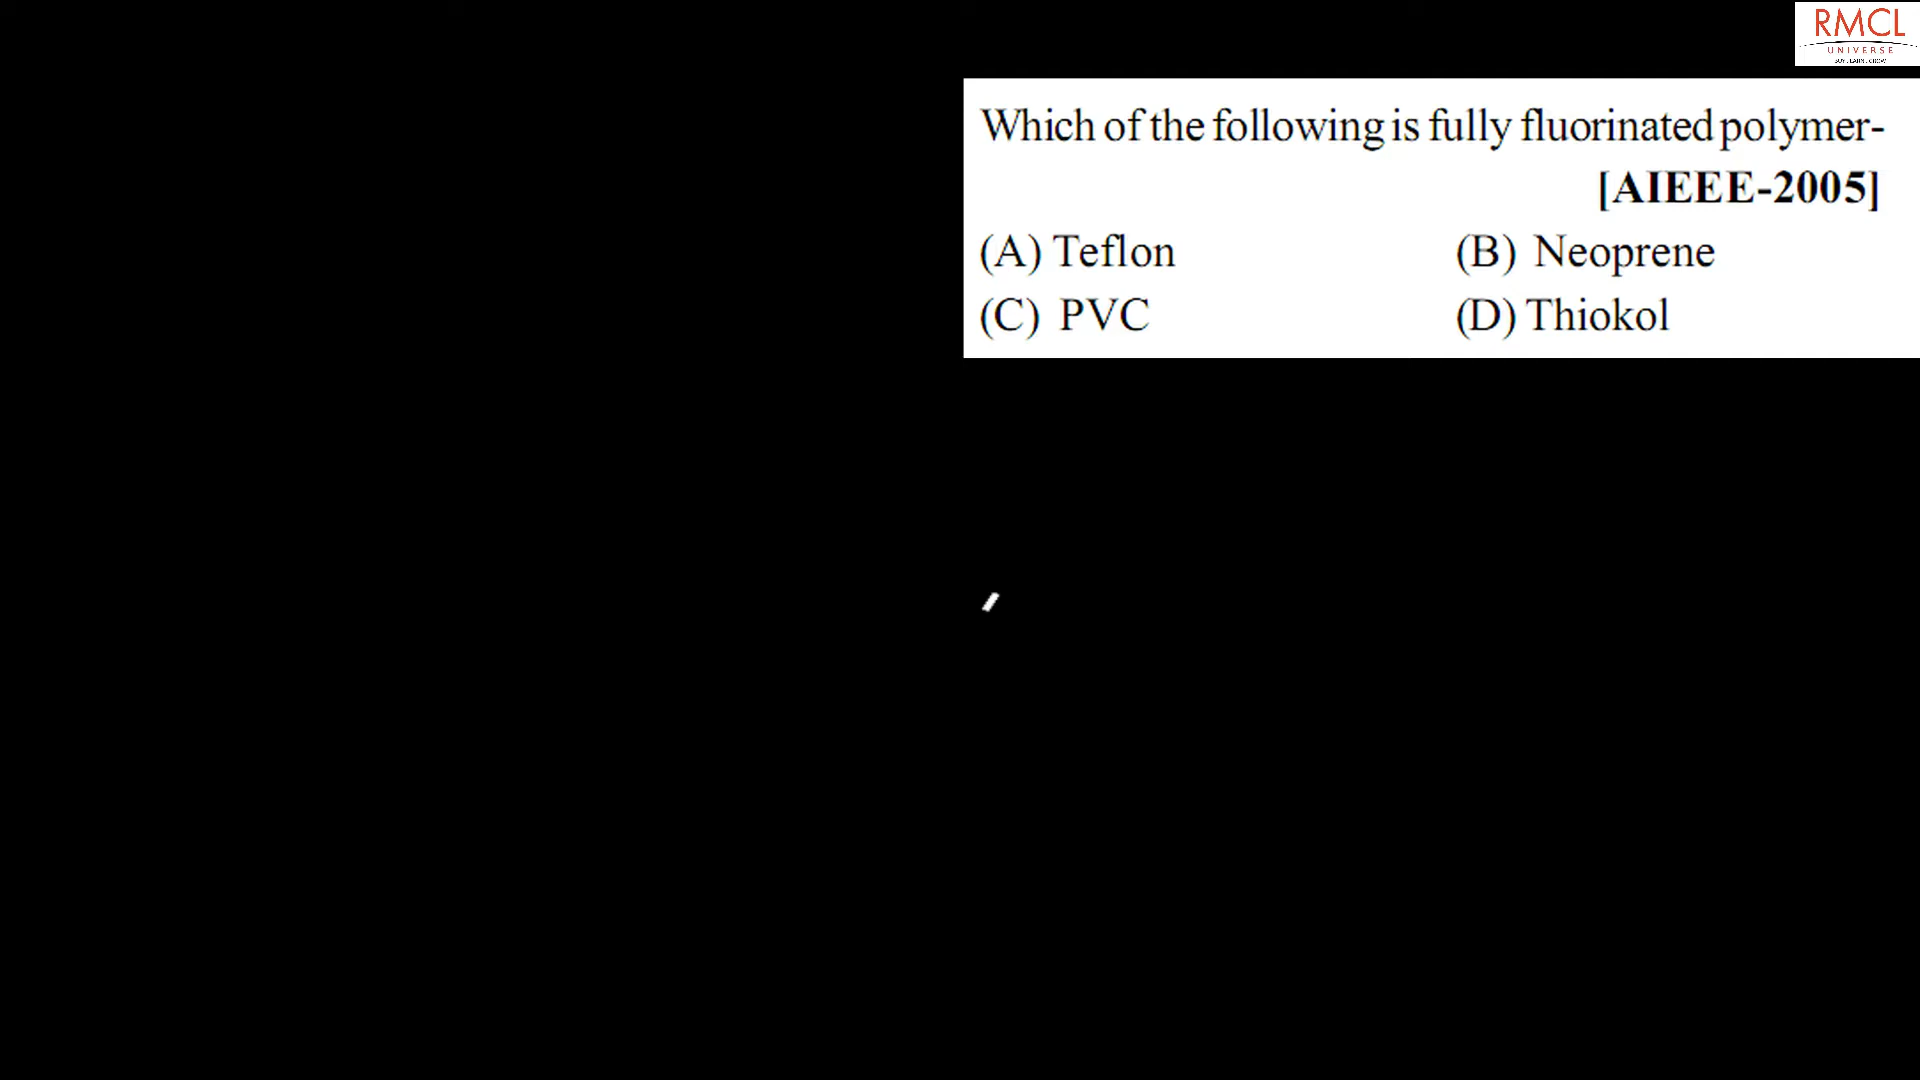 RMCL
UNIVERSE
Which of the following is fully fluorinated polymer-
[AIEEE-2005]
(A) Teflon (B) Neoprene
(C) PVC (D) Thiokol